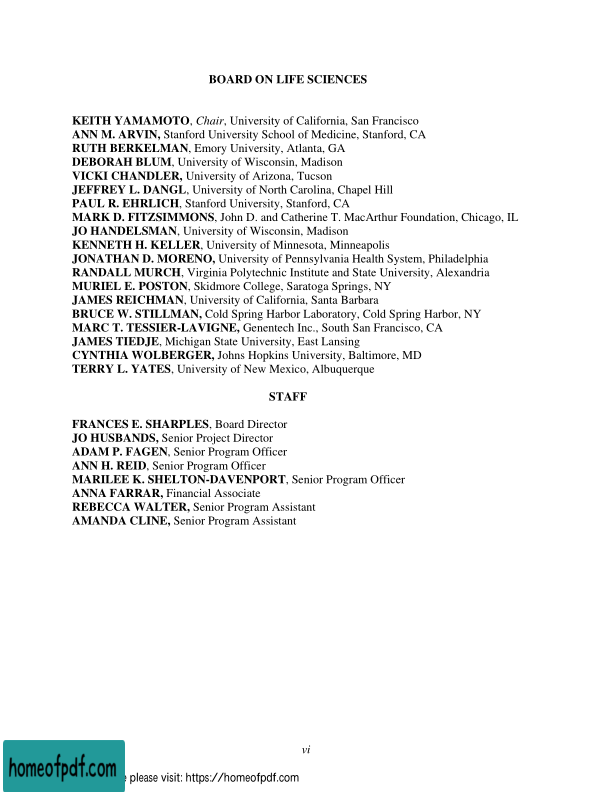 BOARD ON LIFE SCIENCES
KEITH YAMAMOTO, Chair, University of California, San Francisco
ANN M. ARVIN, Stanford University School of Medicine, Stanford, CA
RUTH BERKELMAN, Emory University, Atlanta, GA
DEBORAH BLUM, University of Wisconsin, Madison
VICKI CHANDLER, University of Arizona, Tucson
JEFFREY L. DANGL, University of North Carolina, Chapel Hill
PAUL R. EHRLICH, Stanford University, Stanford, CA
MARK D. FITZSIMMONS, John D. and Catherine T. MacArthur Foundation, Chicago, IL
JO HANDELSMAN, University of Wisconsin, Madison
KENNETH H. KELLER, University of Minnesota, Minneapolis
JONATHAN D. MORENO, University of Pennsylvania Health System, Philadelphia
RANDALL MURCH, Virginia Polytechnic Institute and State University, Alexandria
MURIEL E. POSTON, Skidmore College, Saratoga Springs, NY
JAMES REICHMAN, University of California, Santa Barbara
BRUCE W. STILLMAN, Cold Spring Harbor Laboratory, Cold Spring Harbor, NY
MARC T. TESSIER-LAVIGNE, Genentech Inc., South San Francisco, CA
JAMES TIEDJE, Michigan State University, East Lansing
CYNTHIA WOLBERGER, Johns Hopkins University, Baltimore, MD
TERRY L. YATES, University of New Mexico, Albuquerque
STAFF
FRANCES E. SHARPLES, Board Director
JO HUSBANDS, Senior Project Director
ADAM P. FAGEN, Senior Program Officer
ANN H. REID, Senior Program Officer
MARILEE K. SHELTON-DAVENPORT, Senior Program Officer
ANNA FARRAR, Financial Associate
REBECCA WALTER, Senior Program Assistant
AMANDA CLINE, Senior Program Assistant
vi
homeofpdf.com
please visit: https://homeofpdf.com